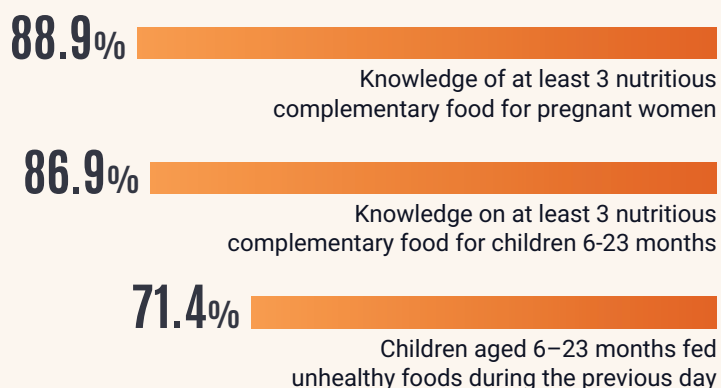 88.9%
Knowledge of at least 3 nutritious
complementary food for pregnant women
86.9%
Knowledge on at least 3 nutritious
complementary food for children 6-23 months
71.4%
Children aged 6–23 months fed
unhealthy foods during the previous day